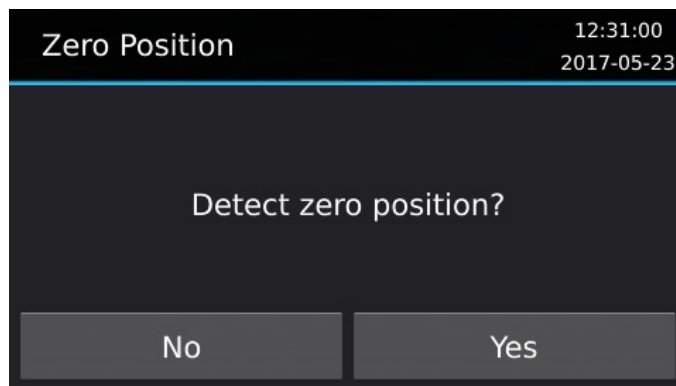 Zero Position
12:31:00
2017-05-23
Detect zero position?
No
Yes